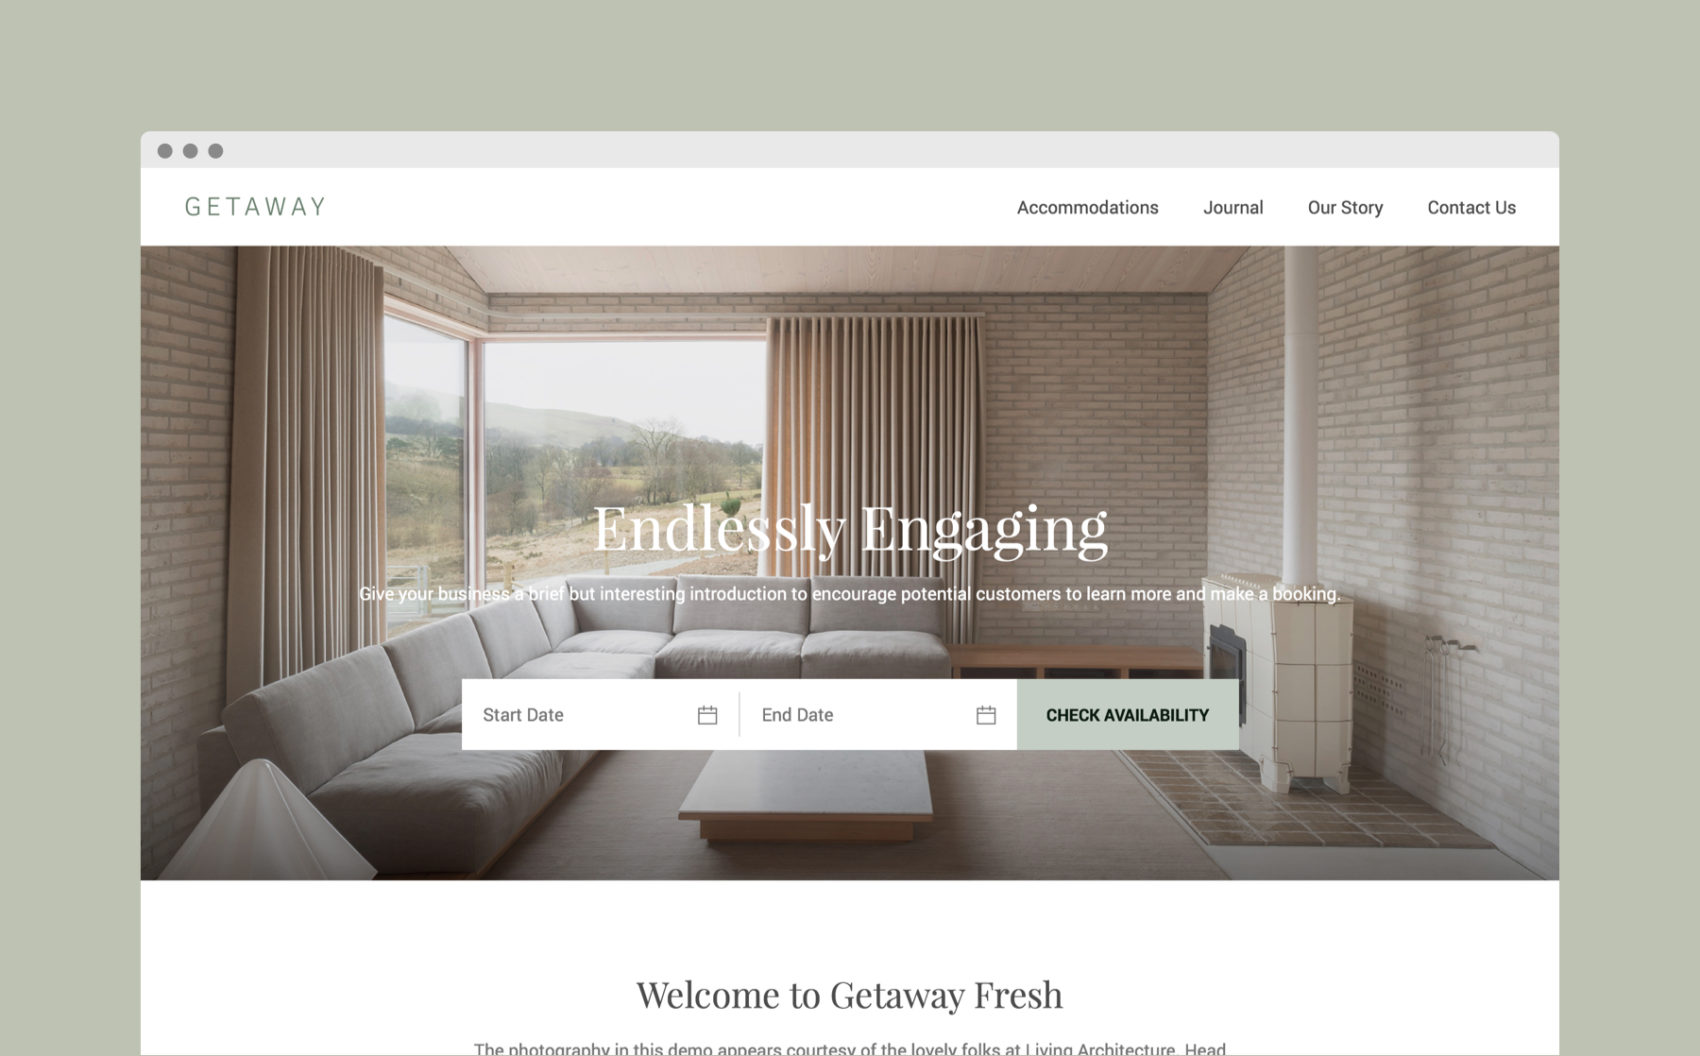 GETAWAY
Accommodations
Journal
Our Story
Contact Us
Endlessly Engaging
Give your business a brief but interesting introduction to encourage potential customers to learn more and make a booking.
Start Date
End Date
CHECK AVAILABILITY
Welcome to Getaway Fresh
The photography in this demo appears courtesy of the lovely folks at Living Architecture. Head